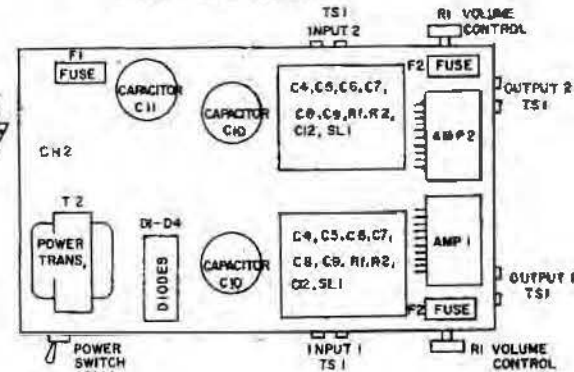 TS1
INPUT 2
R1 VOLUME
CONTROL
F1
FUSE
CAPACITOR
C11
CAPACITOR
C10
C4, C5, C6, C7,
C8, C9, R1, R2,
C12, SL1
F2
FUSE
AMP2
OUTPUT 2
TS1
CH2
T2
POWER
TRANS.
D1-D4
DIODES
CAPACITOR
C10
C4, C5, C6, C7,
C8, C9, R1, R2,
C12, SL1
AMP 1
F2
FUSE
OUTPUT 1
TS1
POWER
SWITCH
INPUT 1
TS1
R1 VOLUME
CONTROL